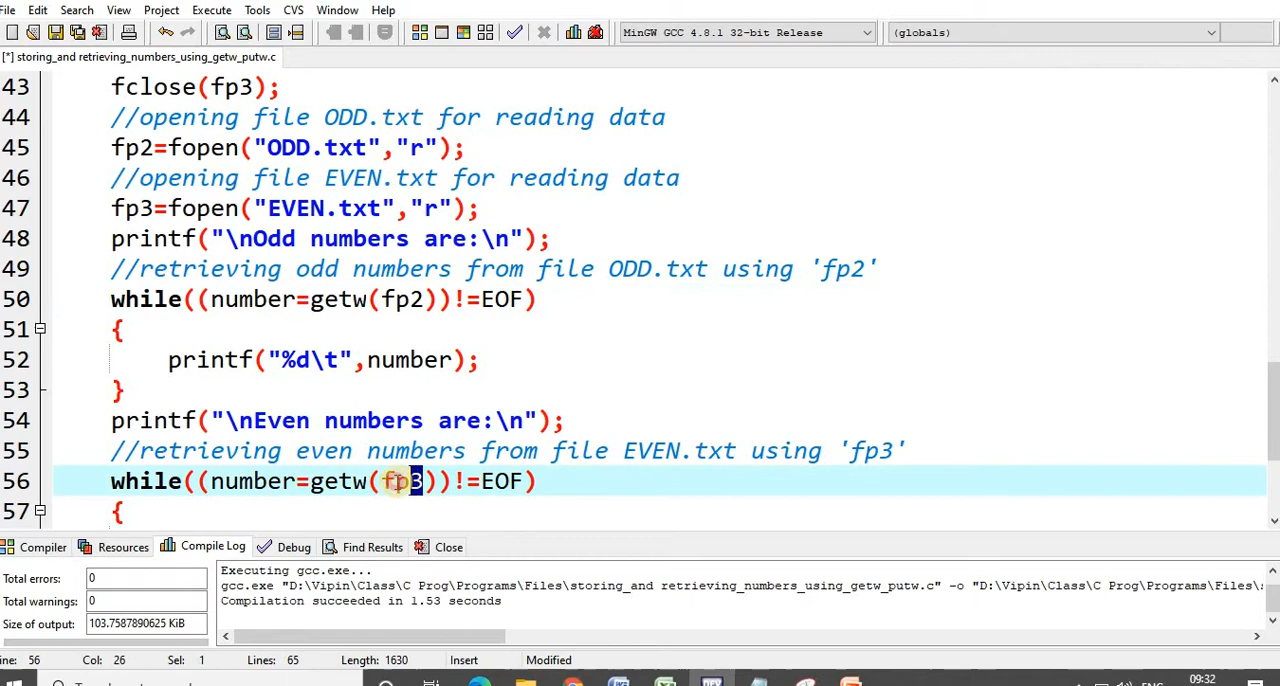 File Edit Search View Project Execute Tools CVS Window Help
MinGW GCC 4.8.1 32-bit Release (globals)
[*] storing_and retrieving_numbers_using_getw_putw.c
43 fclose(fp3);
44 //opening file ODD.txt for reading data
45 fp2=fopen("ODD.txt","r");
46 //opening file EVEN.txt for reading data
47 fp3=fopen("EVEN.txt","r");
48 printf("\nOdd numbers are:\n");
49 //retrieving odd numbers from file ODD.txt using 'fp2'
50 while((number=getw(fp2))!=EOF)
51 {
52 printf("%d\t",number);
53 }
54 printf("\nEven numbers are:\n");
55 //retrieving even numbers from file EVEN.txt using 'fp3'
56 while((number=getw(fp3))!=EOF)
57 {
Compiler Resources Compile Log Debug Find Results Close
Total errors: 0
Total warnings: 0
Size of output: 103.7587890625 KiB
Executing gcc.exe...
gcc.exe "D:\Vipin\Class\C Prog\Programs\Files\storing_and retrieving_numbers_using_getw_putw.c" -o "D:\Vipin\Class\C Prog\Programs\Files\s
Compilation succeeded in 1.53 seconds
ine: 56 Col: 26 Sel: 1 Lines: 65 Length: 1630 Insert Modified
ENG 09:32